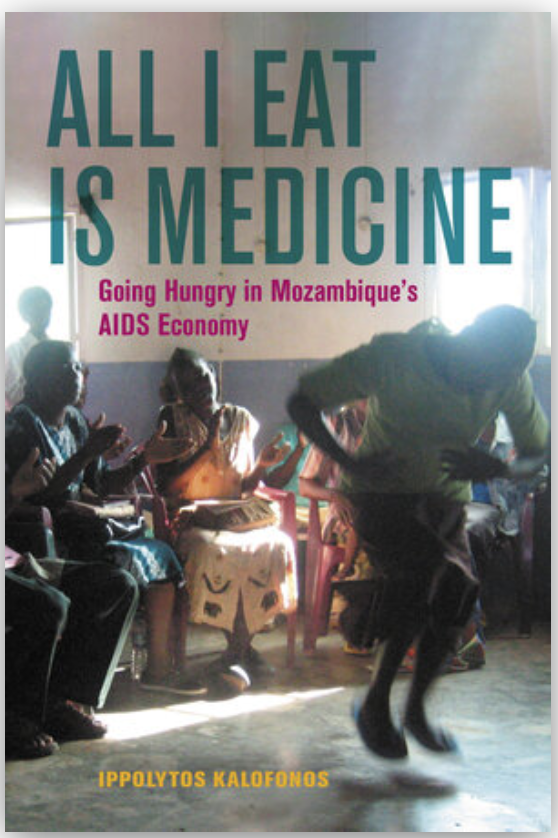 ALL I EAT
IS MEDICINE
Going Hungry in Mozambique's
AIDS Economy
IPPOLYTOS KALOFONOS